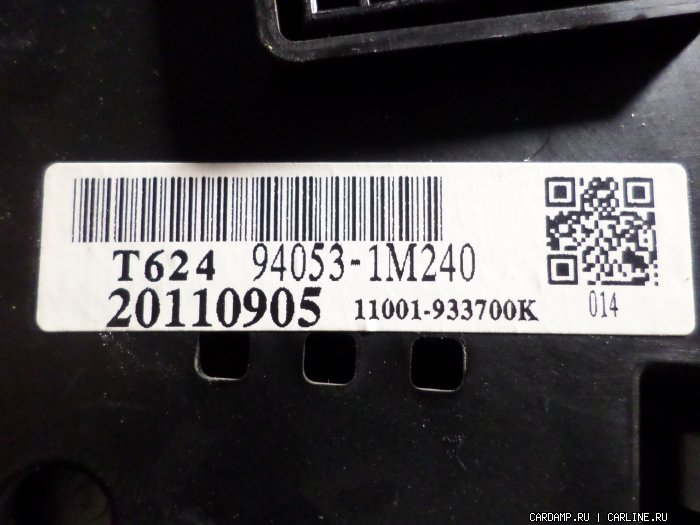 T624 94053-1M240
20110905 11001-933700K 014
CARDAMP.RU | CARLINE.RU